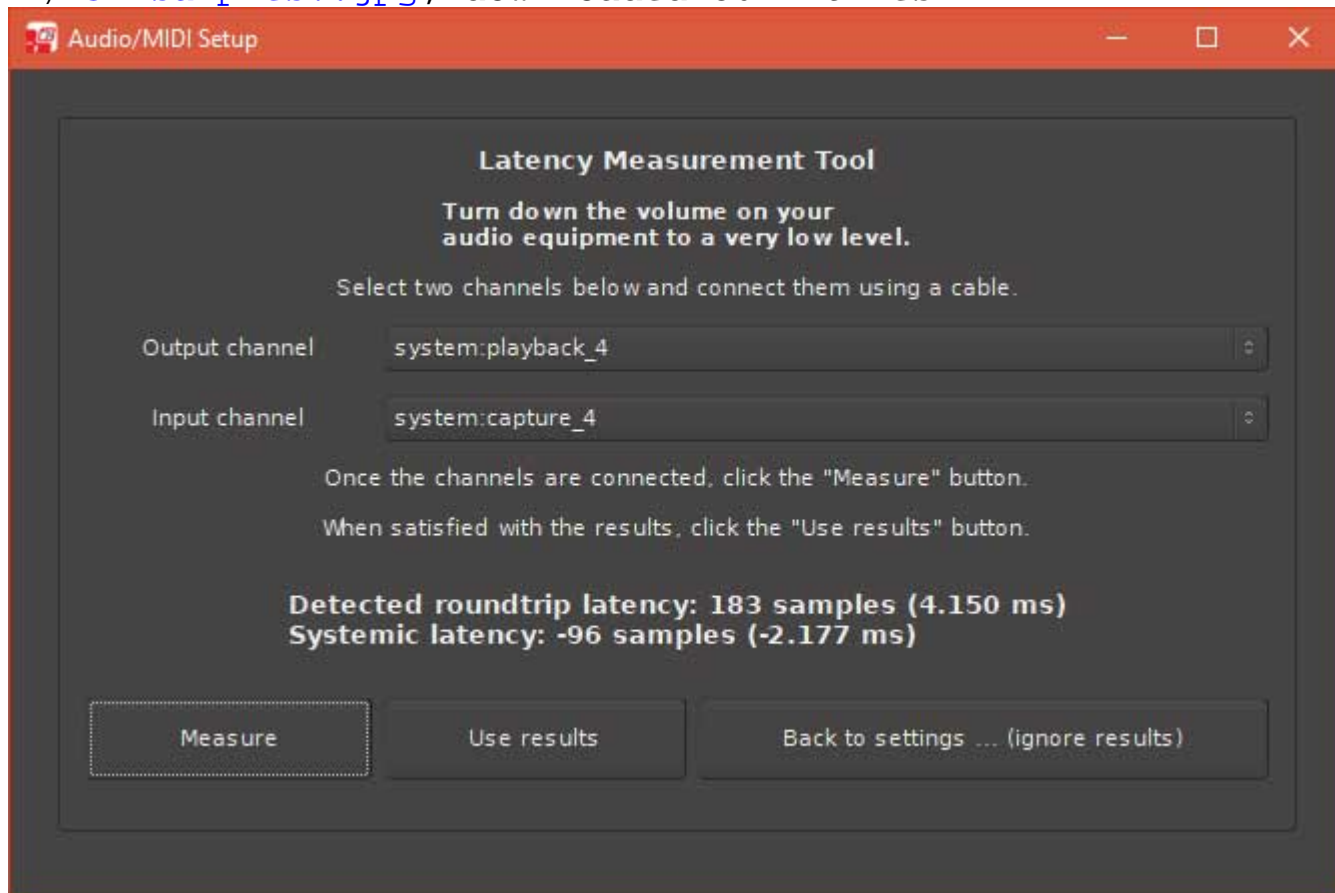 Audio/MIDI Setup
Latency Measurement Tool
Turn down the volume on your
audio equipment to a very low level.
Select two channels below and connect them using a cable.
Output channel system:playback_4
Input channel system:capture_4
Once the channels are connected, click the "Measure" button.
When satisfied with the results, click the "Use results" button.
Detected roundtrip latency: 183 samples (4.150 ms)
Systemic latency: -96 samples (-2.177 ms)
Measure Use results Back to settings ... (ignore results)